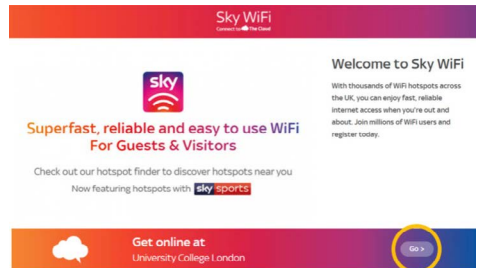 Sky WiFi
Connect to The Cloud
Welcome to Sky WiFi
With thousands of WiFi hotspots across
the UK, you can enjoy fast, reliable
internet access when you're out and
about. Join millions of WiFi users and
register today.
sky
Superfast, reliable and easy to use WiFi
For Guests & Visitors
Check out our hotspot finder to discover hotspots near you
Now featuring hotspots with sky sports
Get online at
University College London
Go >